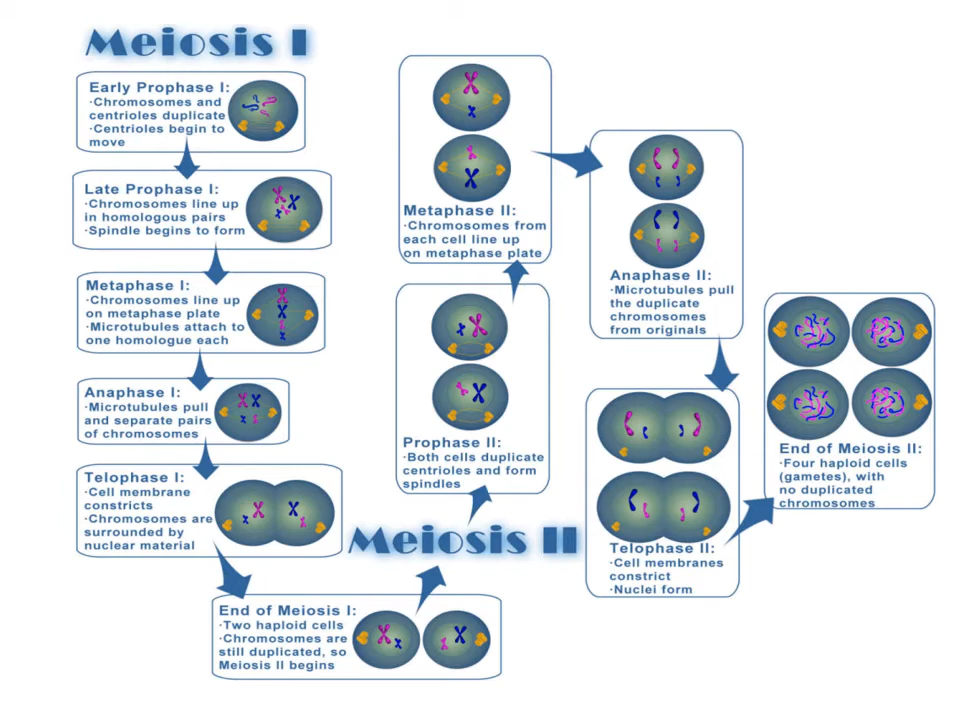 Meiosis I
Early Prophase I:
·Chromosomes and
centrioles duplicate
·Centrioles begin to
move
Late Prophase I:
·Chromosomes line up
in homologous pairs
·Spindle begins to form
Metaphase I:
·Chromosomes line up
on metaphase plate
·Microtubules attach to
one homologue each
Anaphase I:
·Microtubules pull
and separate pairs
of chromosomes
Telophase I:
·Cell membrane
constricts
·Chromosomes are
surrounded by
nuclear material
End of Meiosis I:
·Two haploid cells
·Chromosomes are
still duplicated, so
Meiosis II begins
Meiosis II
Prophase II:
·Both cells duplicate
centrioles and form
spindles
Metaphase II:
·Chromosomes from
each cell line up
on metaphase plate
Anaphase II:
·Microtubules pull
the duplicate
chromosomes
from originals
Telophase II:
·Cell membranes
constrict
·Nuclei form
End of Meiosis II:
·Four haploid cells
(gametes), with
no duplicated
chromosomes